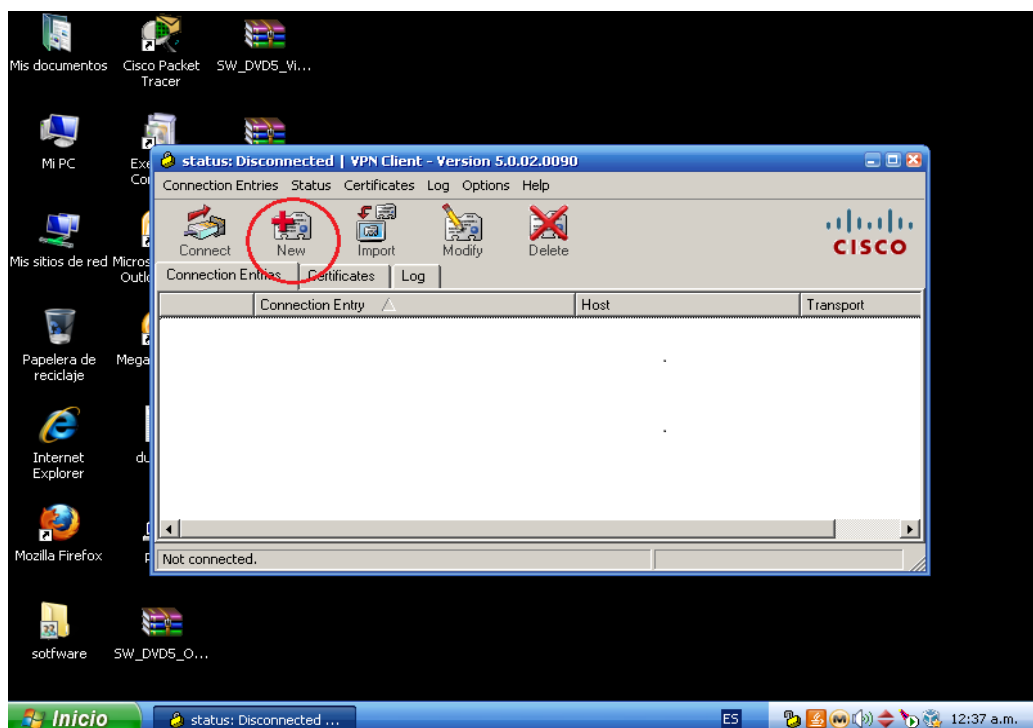 Mis documentos
Cisco Packet Tracer
SW_DVD5_Vi...
Mi PC
Mis sitios de red
Papelera de reciclaje
Mega
Internet Explorer
Mozilla Firefox
sotfware
SW_DVD5_O...
status: Disconnected | VPN Client - Version 5.0.02.0090
Connection Entries Status Certificates Log Options Help
Connect New Import Modify Delete
CISCO
Connection Entries Certificates Log
Connection Entry Host Transport
Not connected.
Inicio
status: Disconnected ...
ES
12:37 a.m.